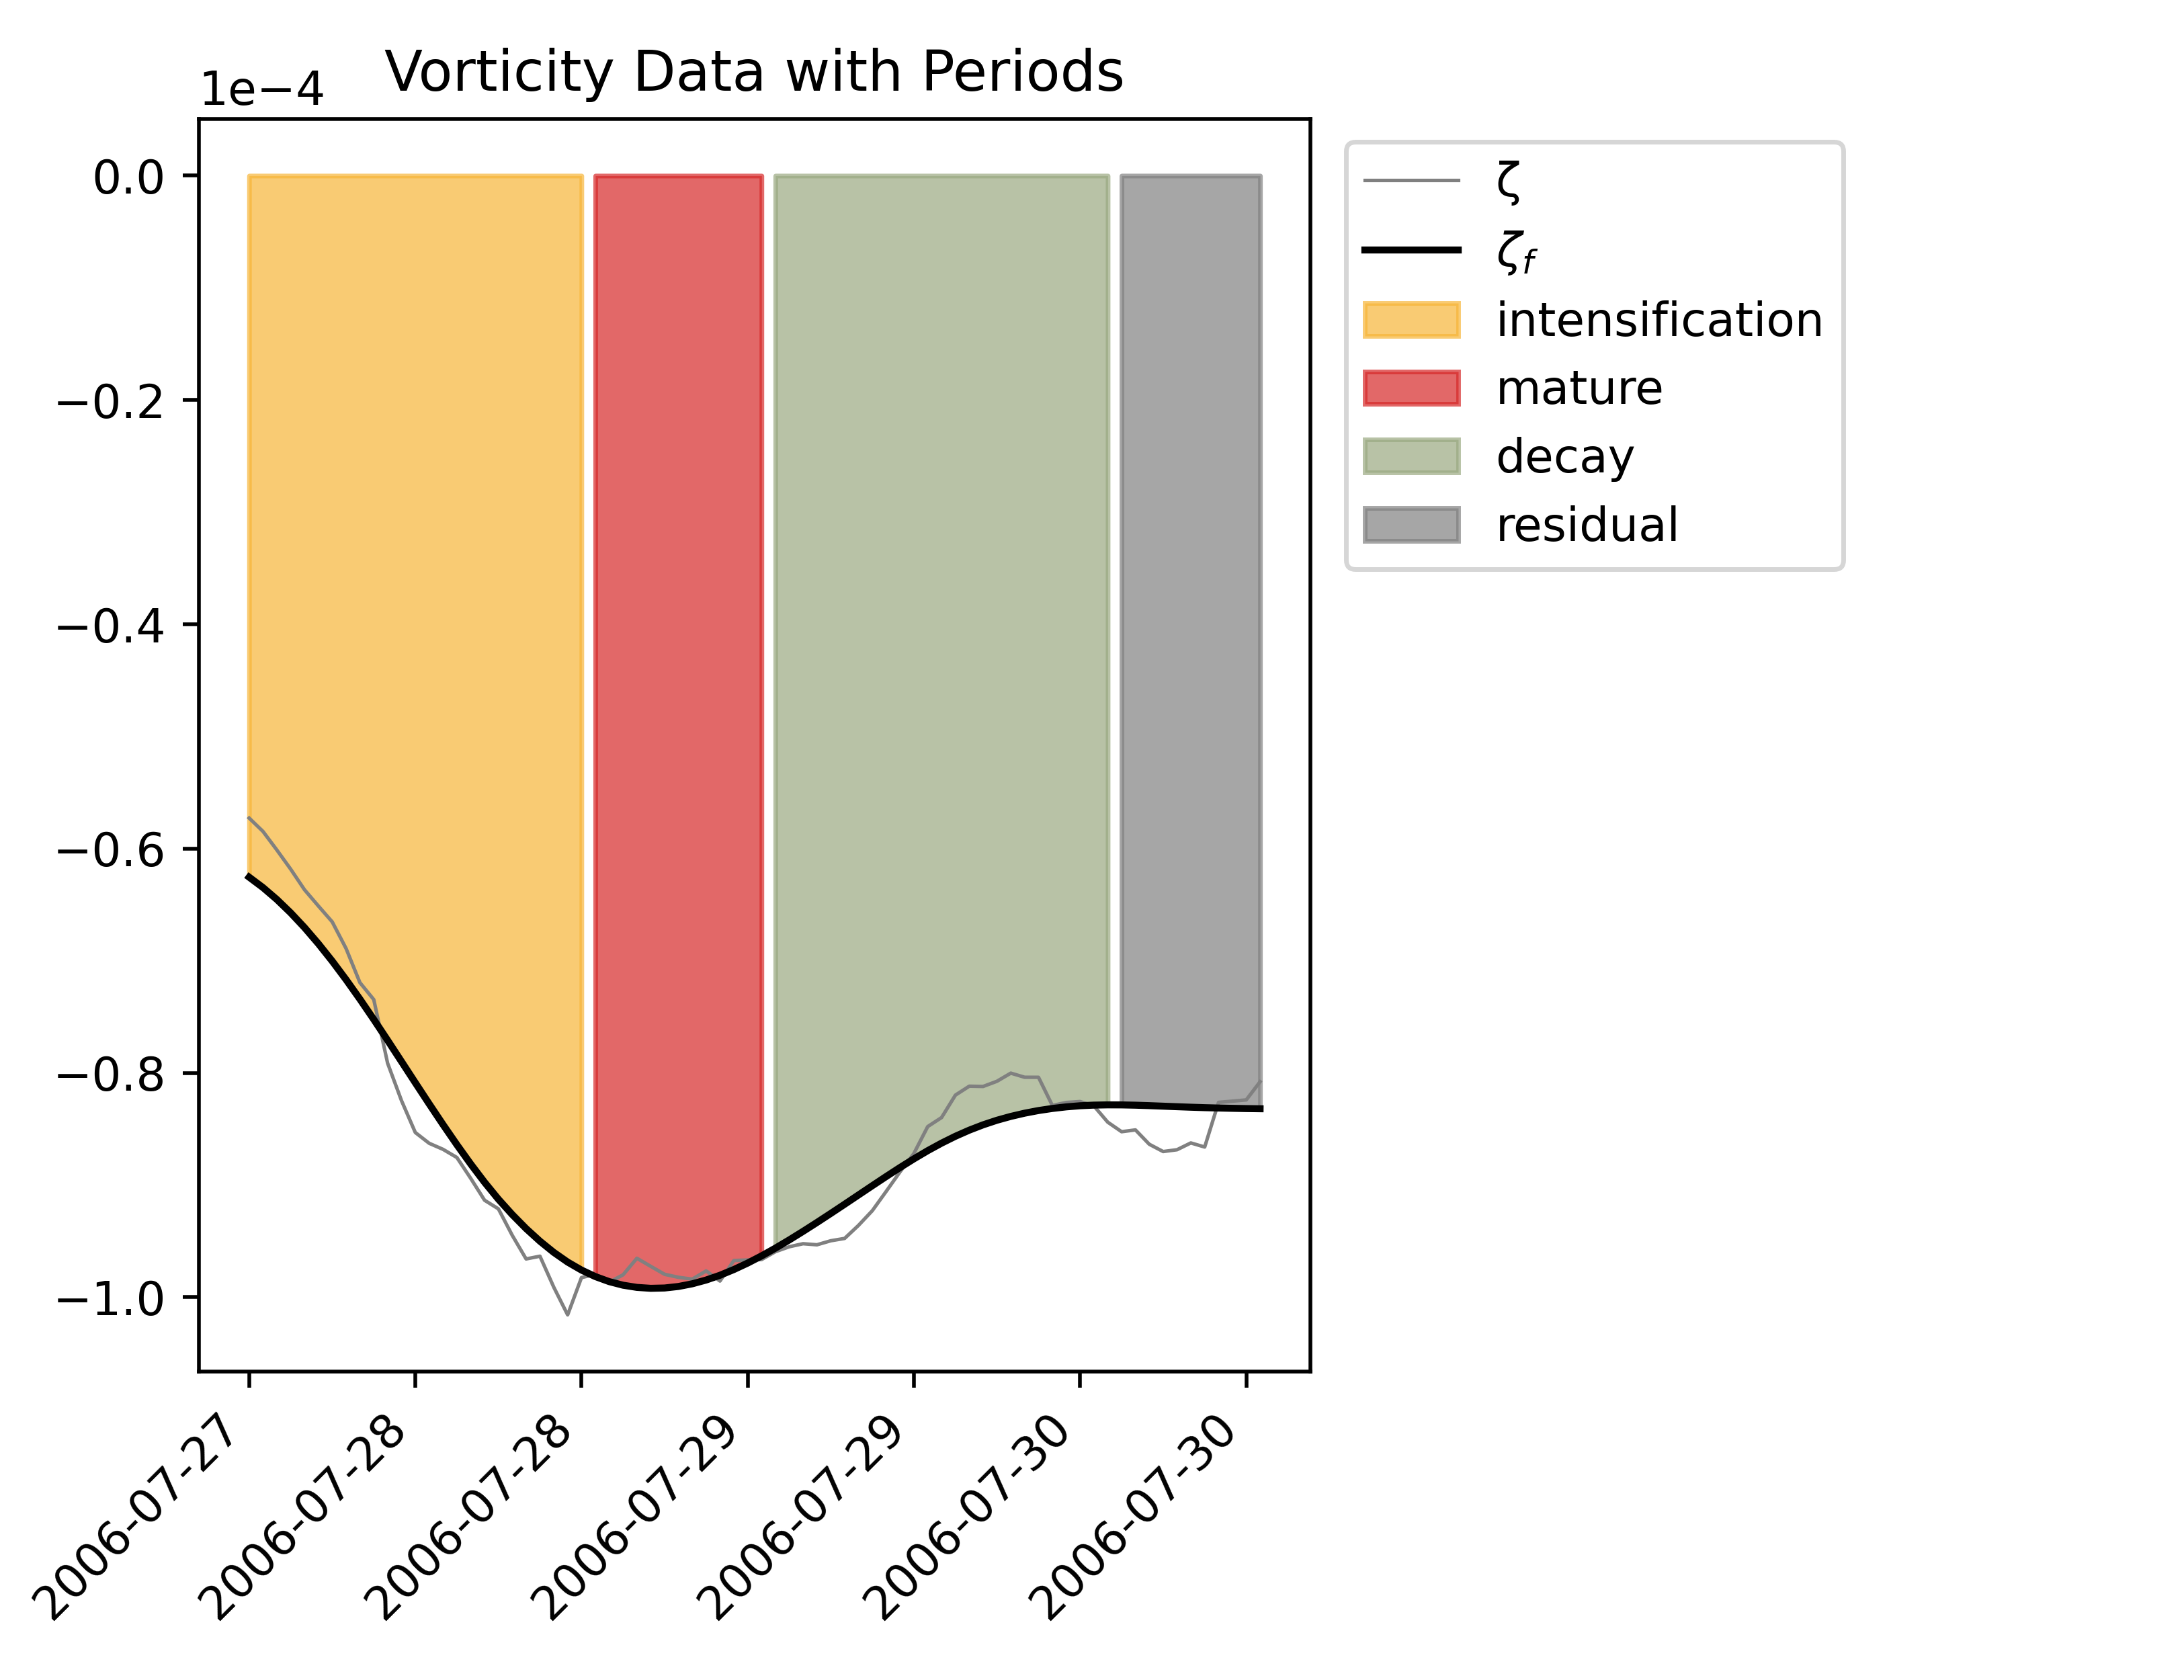 Vorticity Data with Periods
1e−4
0.0
−0.2
−0.4
−0.6
−0.8
−1.0
2006-07-27
2006-07-28
2006-07-28
2006-07-29
2006-07-29
2006-07-30
2006-07-30
ζ
ζf
intensification
mature
decay
residual